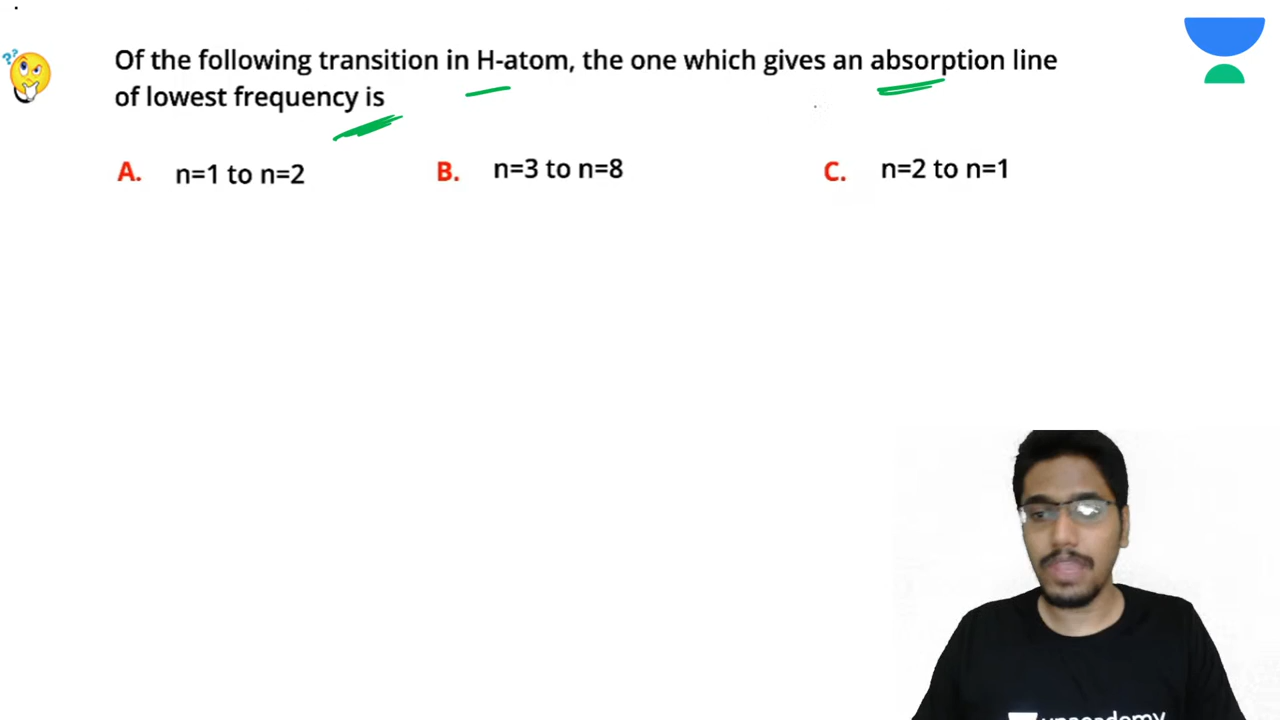 Of the following transition in H-atom, the one which gives an absorption line
of lowest frequency is
A. n=1 to n=2 B. n=3 to n=8 C. n=2 to n=1
unacademy